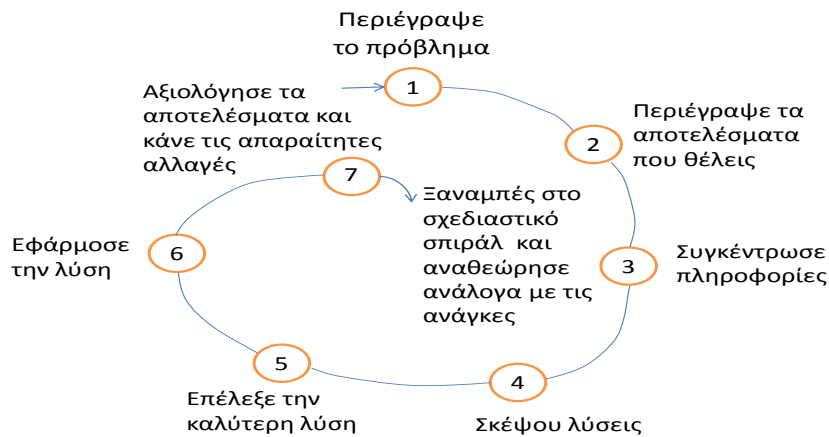 Περιέγραψε
το πρόβλημα
1
Περιέγραψε τα
αποτελέσματα
που θέλεις
2
Συγκέντρωσε
πληροφορίες
3
4
Σκέψου λύσεις
5
Επέλεξε την
καλύτερη λύση
6
Εφάρμοσε
την λύση
7
Αξιολόγησε τα
αποτελέσματα και
κάνε τις απαραίτητες
αλλαγές
Ξαναμπές στο
σχεδιαστικό
σπιράλ και
αναθεώρησε
ανάλογα με τις
ανάγκες